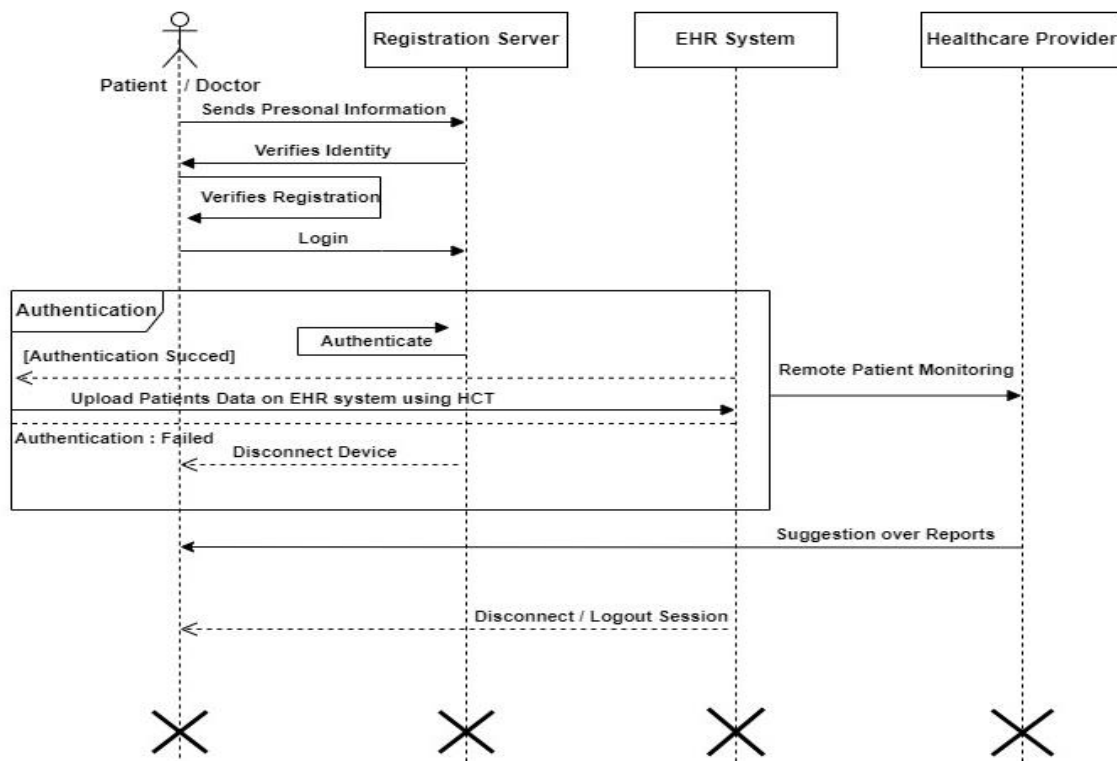 Registration Server
EHR System
Healthcare Provider
Patient / Doctor
Sends Presonal Information
Verifies Identity
Verifies Registration
Login
Authentication
Authenticate
[Authentication Succed]
Remote Patient Monitoring
Upload Patients Data on EHR system using HCT
Authentication : Failed
Disconnect Device
Suggestion over Reports
Disconnect / Logout Session